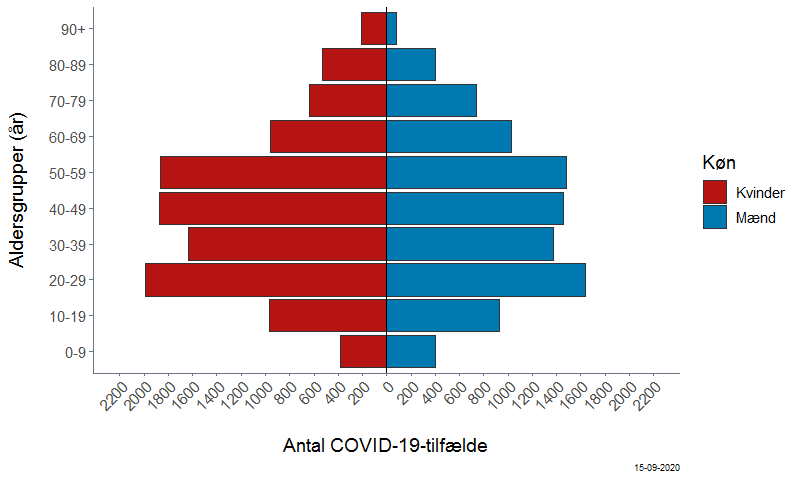 Aldersgrupper (år)
90+
80-89
70-79
60-69
50-59
40-49
30-39
20-29
10-19
0-9
2200 2000 1800 1600 1400 1200 1000 800 600 400 200 0 200 400 600 800 1000 1200 1400 1600 1800 2000 2200
Antal COVID-19-tilfælde
Køn
Kvinder
Mænd
15-09-2020